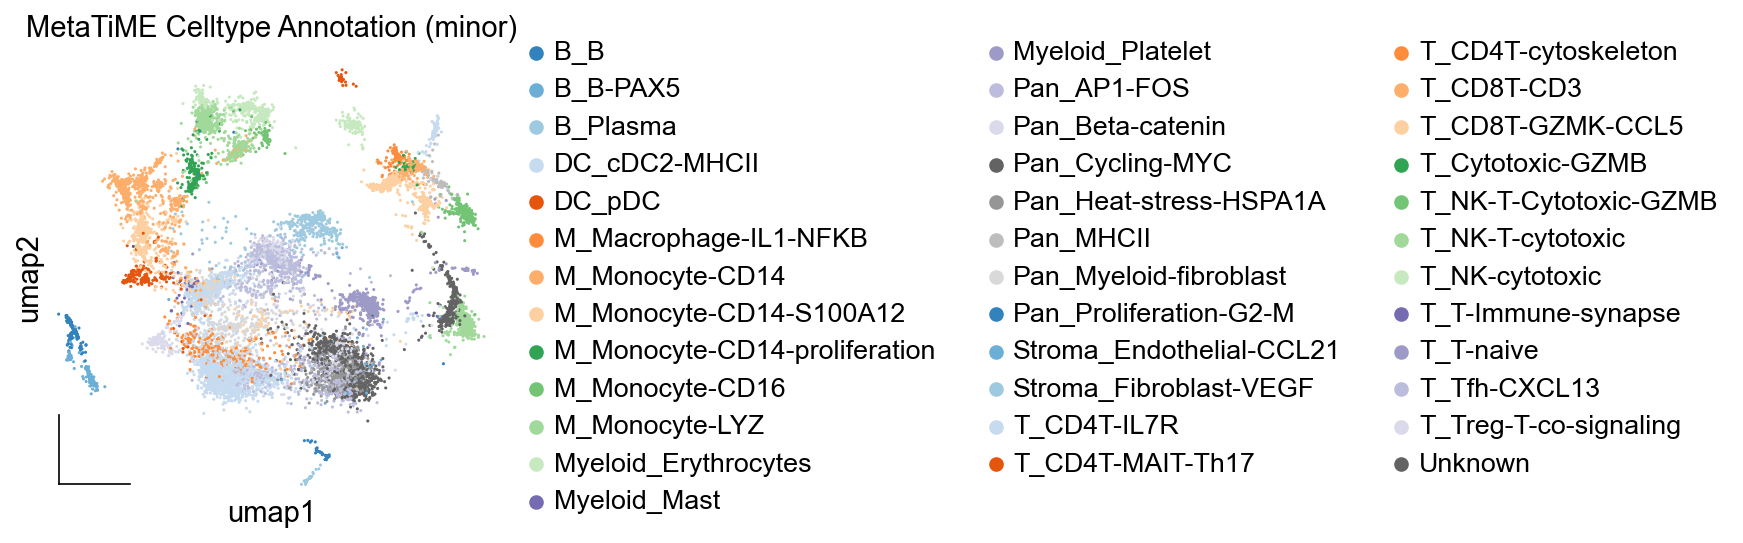 MetaTiME Celltype Annotation (minor)
umap2
umap1
B_B
B_B-PAX5
B_Plasma
DC_cDC2-MHCII
DC_pDC
M_Macrophage-IL1-NFKB
M_Monocyte-CD14
M_Monocyte-CD14-S100A12
M_Monocyte-CD14-proliferation
M_Monocyte-CD16
M_Monocyte-LYZ
Myeloid_Erythrocytes
Myeloid_Mast
Myeloid_Platelet
Pan_AP1-FOS
Pan_Beta-catenin
Pan_Cycling-MYC
Pan_Heat-stress-HSPA1A
Pan_MHCII
Pan_Myeloid-fibroblast
Pan_Proliferation-G2-M
Stroma_Endothelial-CCL21
Stroma_Fibroblast-VEGF
T_CD4T-IL7R
T_CD4T-MAIT-Th17
T_CD4T-cytoskeleton
T_CD8T-CD3
T_CD8T-GZMK-CCL5
T_Cytotoxic-GZMB
T_NK-T-Cytotoxic-GZMB
T_NK-T-cytotoxic
T_NK-cytotoxic
T_T-Immune-synapse
T_T-naive
T_Tfh-CXCL13
T_Treg-T-co-signaling
Unknown